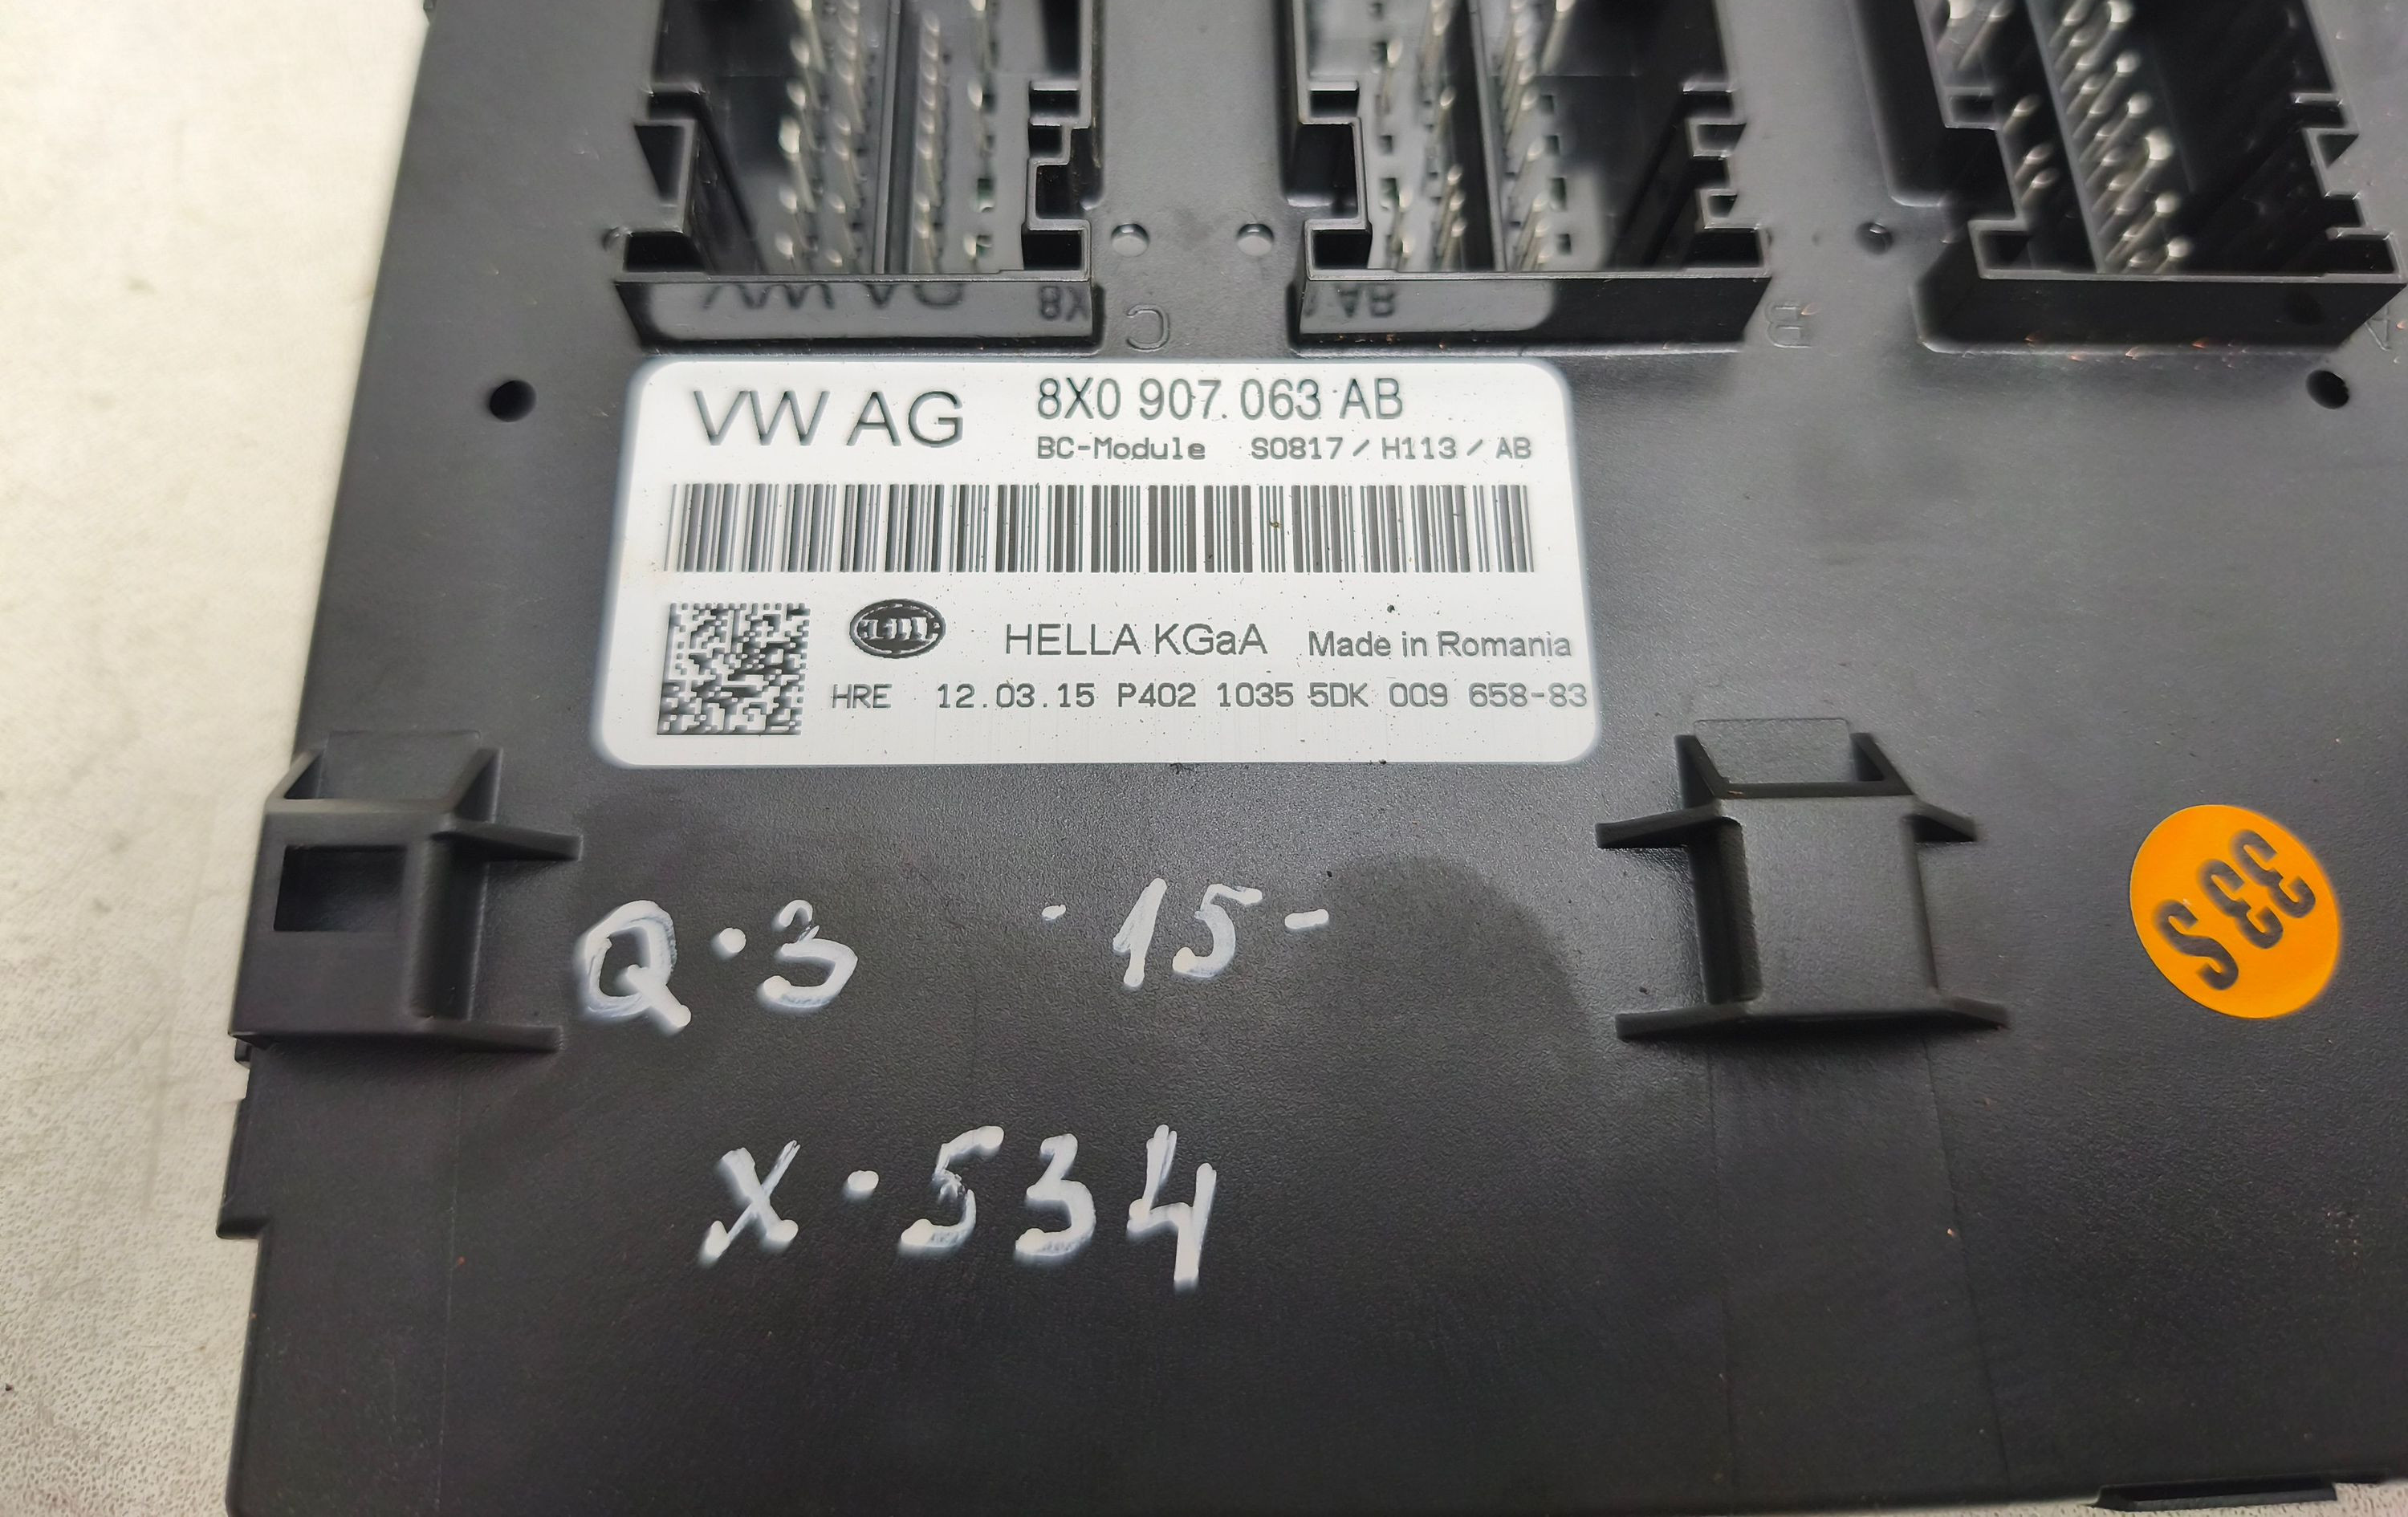 C
B
A
VW AG
8X0 907.063 AB
BC-Module S0817/H113/AB
HELLA
HELLA KGaA Made in Romania
HRE 12.03.15 P402 1035 5DK 009 658-83
Q·3 -15-
X·534